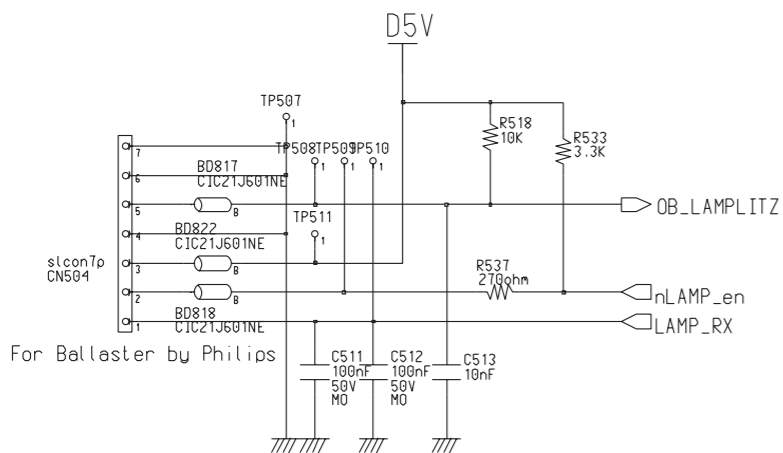 D5V
TP507
1
R518
10K
R533
3.3K
TP508
TP509
TP510
1
1
1
7
BD817
CIC21J601NE
6
5
B
OB_LAMPLITZ
TP511
1
BD822
CIC21J601NE
4
slcon7p
CN504
3
B
R537
270ohm
2
B
nLAMP_en
BD818
CIC21J601NE
1
LAMP_RX
For Ballaster by Philips
C511
100nF
50V
MO
C512
100nF
50V
MO
C513
10nF